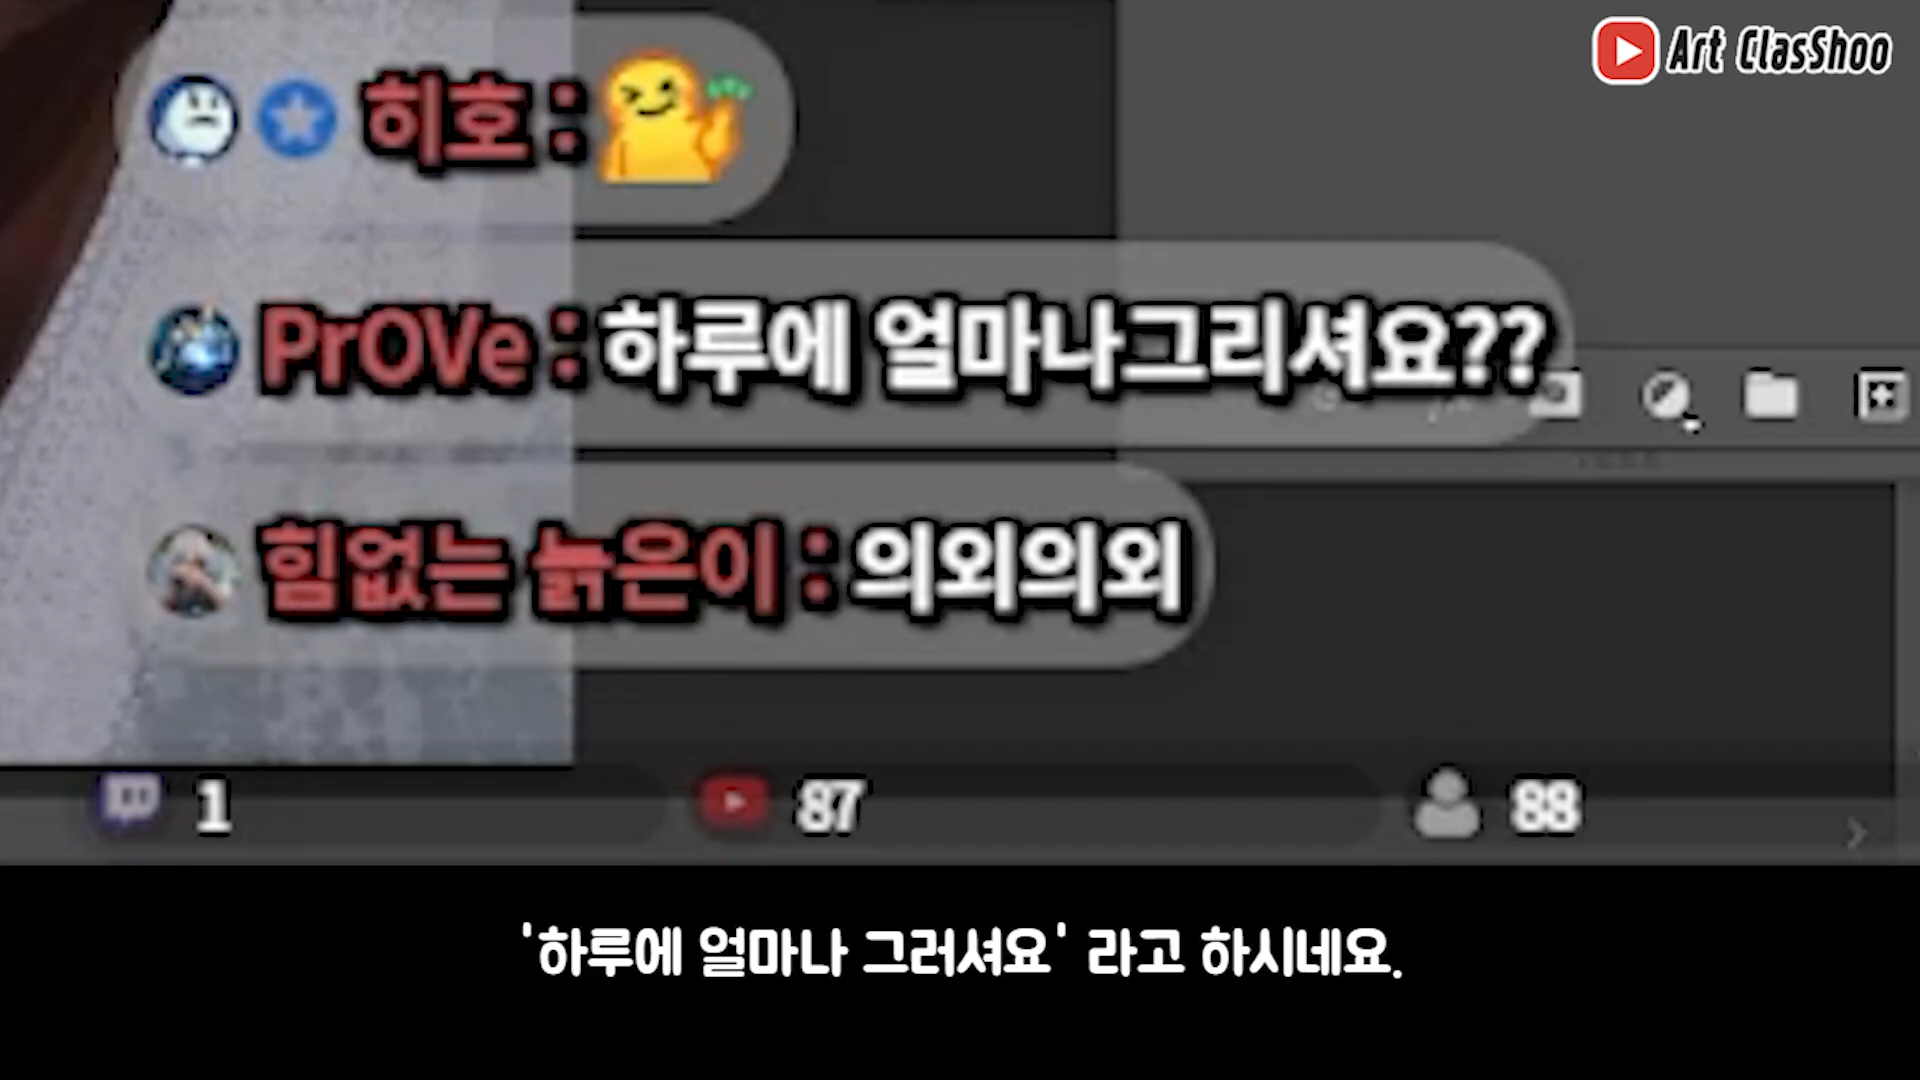 Art ClasShoo
히호 :
PrOVe : 하루에 얼마나그리셔요??
힘없는 늙은이 : 의외의외
1 87 88
'하루에 얼마나 그러셔요' 라고 하시네요.